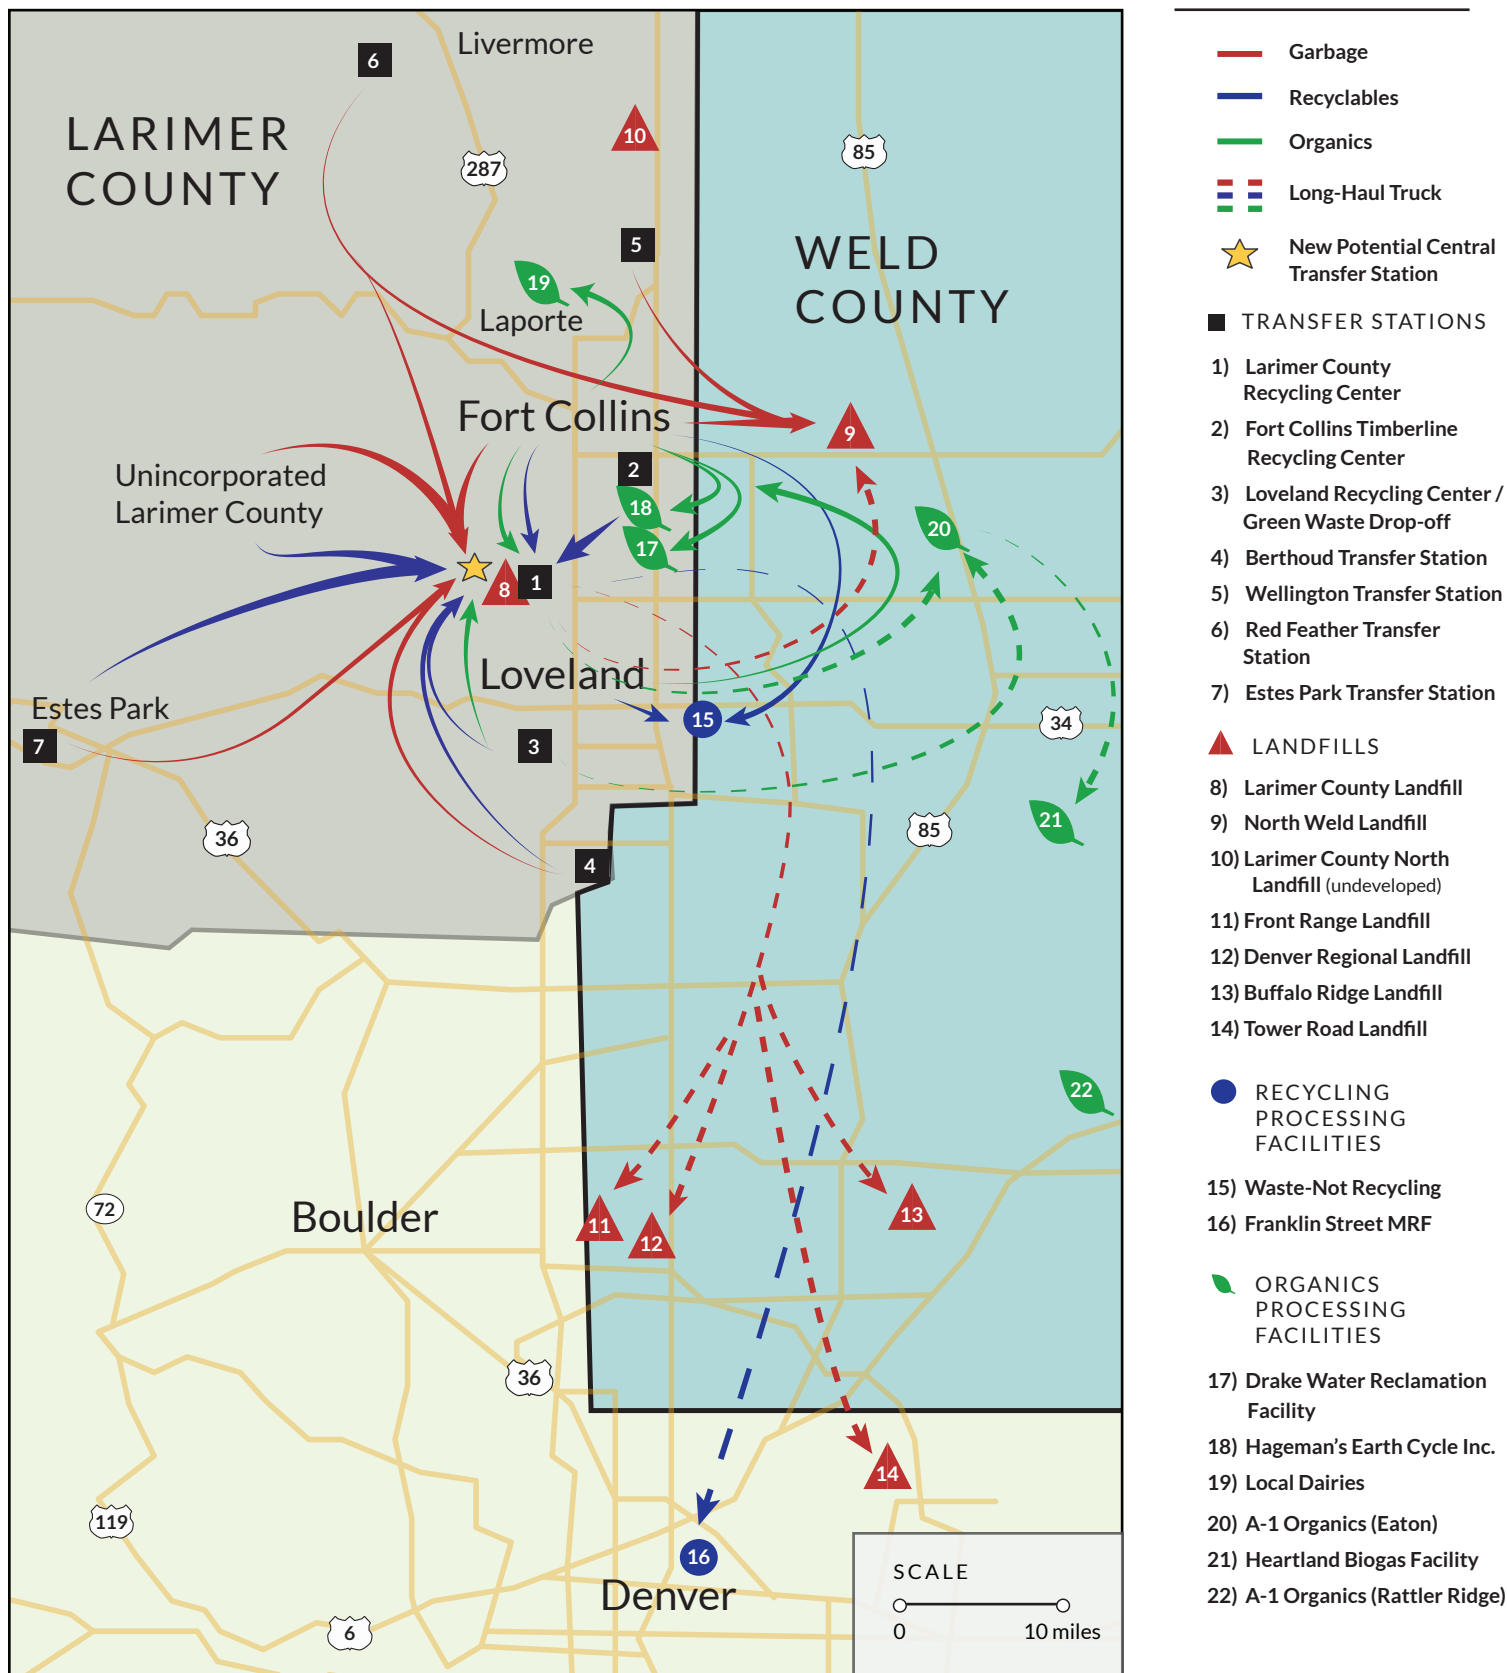 Livermore
6
LARIMER
COUNTY
10
287
85
5
WELD
COUNTY
19
Laporte
Fort Collins
9
Unincorporated
Larimer County
2
18
17
20
8
1
Loveland
Estes Park
15
34
7
3
36
21
85
4
22
72
Boulder
11
12
13
36
14
119
16
Denver
6
SCALE
0
10 miles
Garbage
Recyclables
Organics
Long-Haul Truck
New Potential Central
Transfer Station
TRANSFER STATIONS
1) Larimer County
Recycling Center
2) Fort Collins Timberline
Recycling Center
3) Loveland Recycling Center /
Green Waste Drop-off
4) Berthoud Transfer Station
5) Wellington Transfer Station
6) Red Feather Transfer
Station
7) Estes Park Transfer Station
LANDFILLS
8) Larimer County Landfill
9) North Weld Landfill
10) Larimer County North
Landfill (undeveloped)
11) Front Range Landfill
12) Denver Regional Landfill
13) Buffalo Ridge Landfill
14) Tower Road Landfill
RECYCLING
PROCESSING
FACILITIES
15) Waste-Not Recycling
16) Franklin Street MRF
ORGANICS
PROCESSING
FACILITIES
17) Drake Water Reclamation
Facility
18) Hageman's Earth Cycle Inc.
19) Local Dairies
20) A-1 Organics (Eaton)
21) Heartland Biogas Facility
22) A-1 Organics (Rattler Ridge)